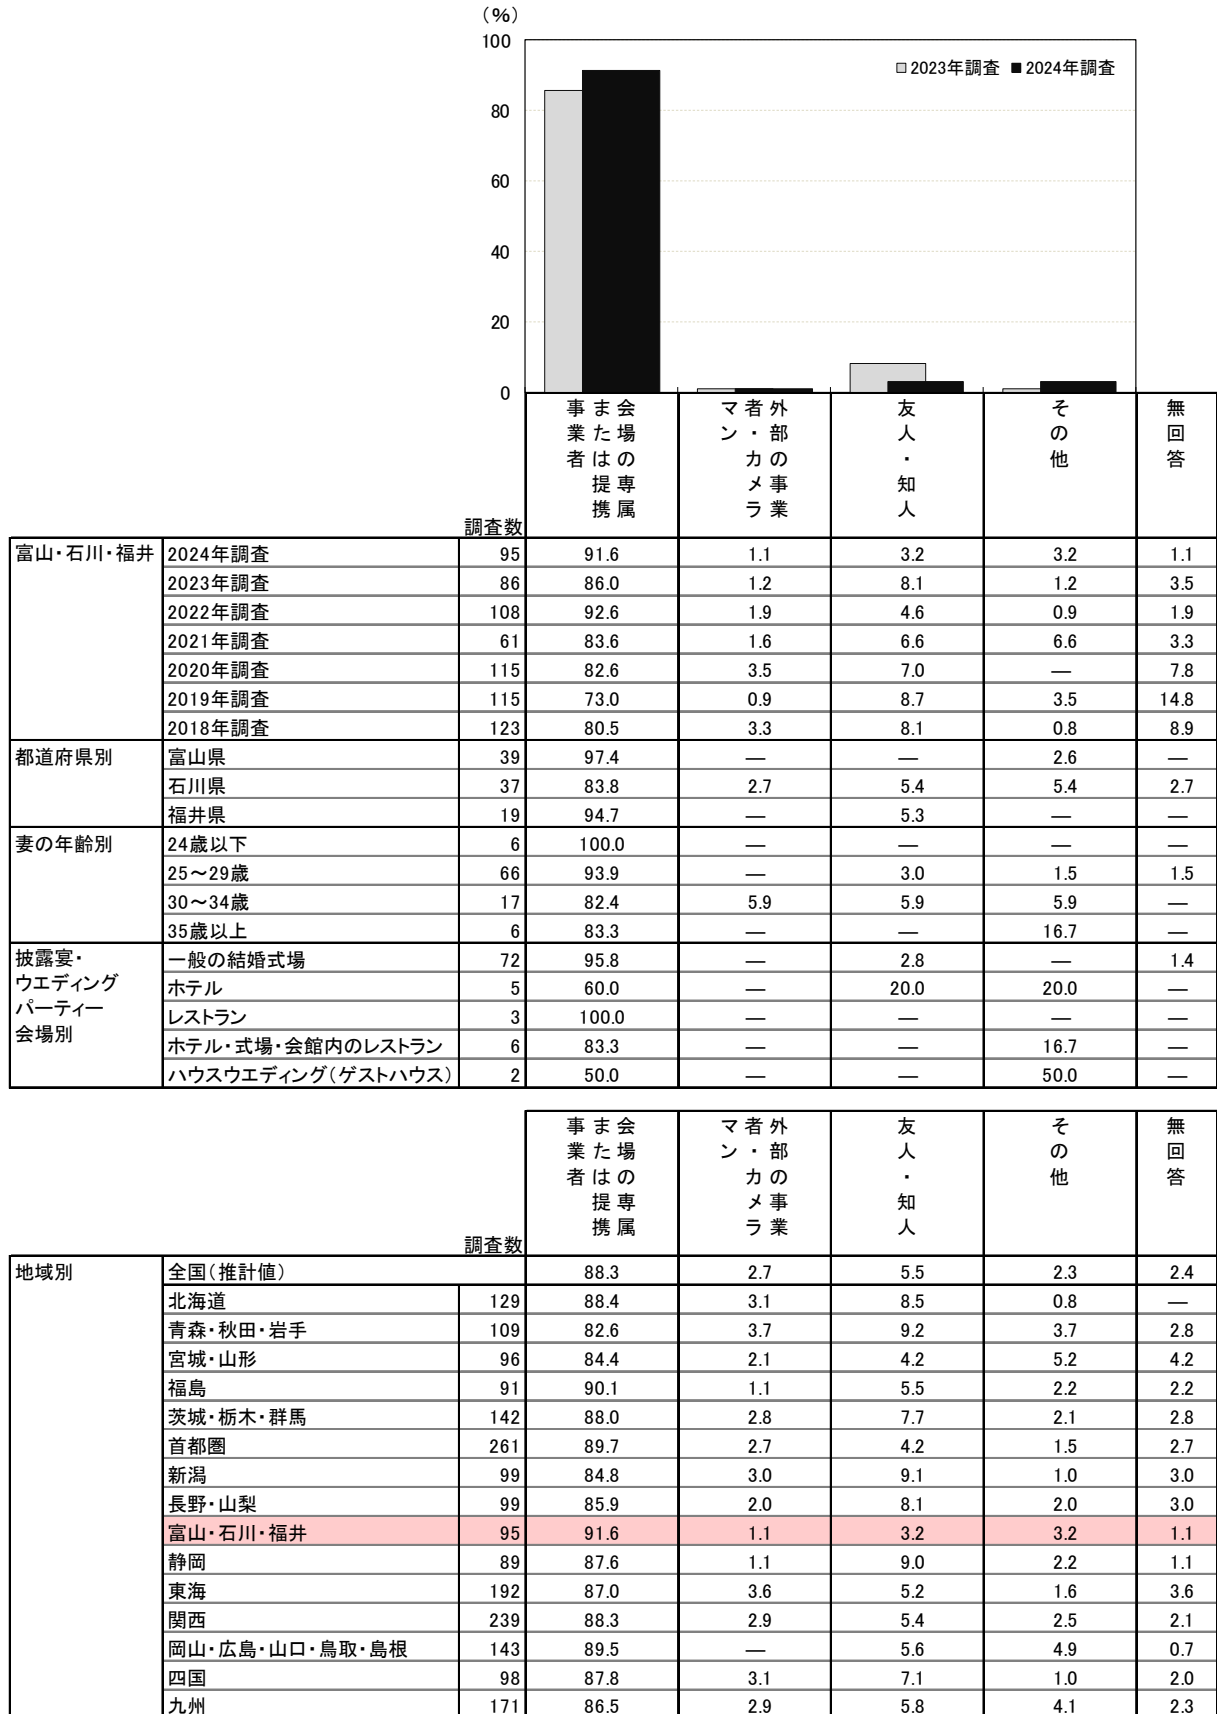 (%)
100
80
60
40
20
0
□2023年調査 ■2024年調査
調査数
会場の専属または提携事業者
外部の事業者・カメラマン
友人・知人
その他
無回答
富山・石川・福井 2024年調査 95 91.6 1.1 3.2 3.2 1.1
2023年調査 86 86.0 1.2 8.1 1.2 3.5
2022年調査 108 92.6 1.9 4.6 0.9 1.9
2021年調査 61 83.6 1.6 6.6 6.6 3.3
2020年調査 115 82.6 3.5 7.0 ― 7.8
2019年調査 115 73.0 0.9 8.7 3.5 14.8
2018年調査 123 80.5 3.3 8.1 0.8 8.9
都道府県別 富山県 39 97.4 ― ― 2.6 ―
石川県 37 83.8 2.7 5.4 5.4 2.7
福井県 19 94.7 ― 5.3 ― ―
妻の年齢別 24歳以下 6 100.0 ― ― ― ―
25～29歳 66 93.9 ― 3.0 1.5 1.5
30～34歳 17 82.4 5.9 5.9 5.9 ―
35歳以上 6 83.3 ― ― 16.7 ―
披露宴・ウエディングパーティー会場別 一般の結婚式場 72 95.8 ― 2.8 ― 1.4
ホテル 5 60.0 ― 20.0 20.0 ―
レストラン 3 100.0 ― ― ― ―
ホテル・式場・会館内のレストラン 6 83.3 ― ― 16.7 ―
ハウスウエディング(ゲストハウス) 2 50.0 ― ― 50.0 ―
調査数
会場の専属または提携事業者
外部の事業者・カメラマン
友人・知人
その他
無回答
地域別 全国(推計値) 88.3 2.7 5.5 2.3 2.4
北海道 129 88.4 3.1 8.5 0.8 ―
青森・秋田・岩手 109 82.6 3.7 9.2 3.7 2.8
宮城・山形 96 84.4 2.1 4.2 5.2 4.2
福島 91 90.1 1.1 5.5 2.2 2.2
茨城・栃木・群馬 142 88.0 2.8 7.7 2.1 2.8
首都圏 261 89.7 2.7 4.2 1.5 2.7
新潟 99 84.8 3.0 9.1 1.0 3.0
長野・山梨 99 85.9 2.0 8.1 2.0 3.0
富山・石川・福井 95 91.6 1.1 3.2 3.2 1.1
静岡 89 87.6 1.1 9.0 2.2 1.1
東海 192 87.0 3.6 5.2 1.6 3.6
関西 239 88.3 2.9 5.4 2.5 2.1
岡山・広島・山口・鳥取・島根 143 89.5 ― 5.6 4.9 0.7
四国 98 87.8 3.1 7.1 1.0 2.0
九州 171 86.5 2.9 5.8 4.1 2.3